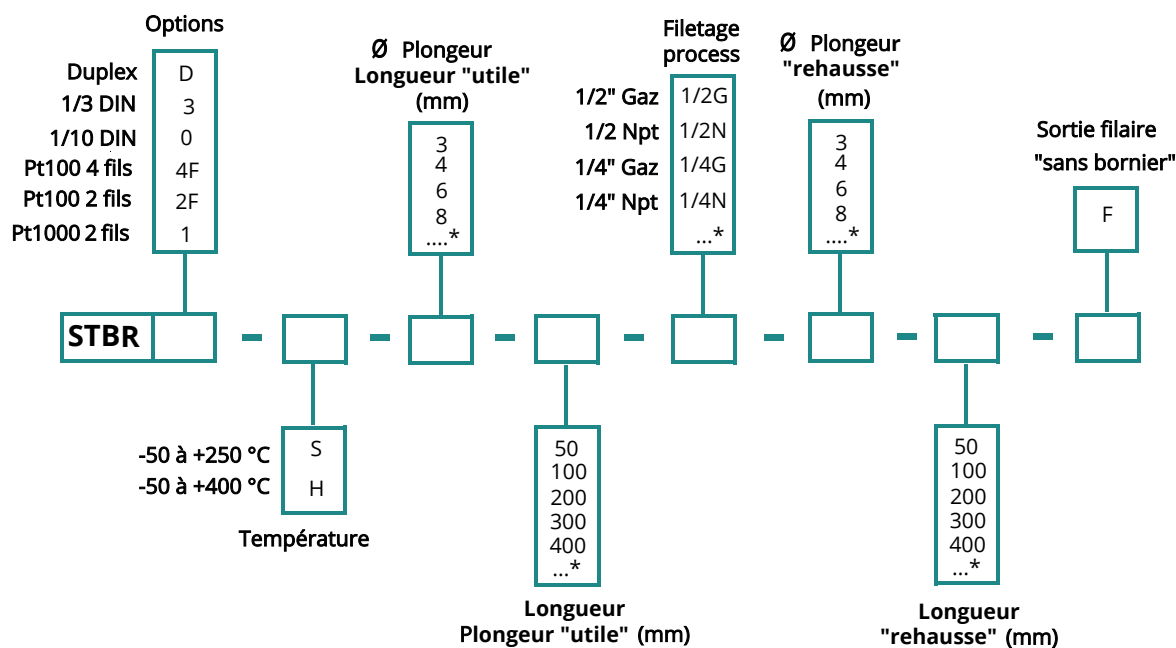 Options
Duplex D
1/3 DIN 3
1/10 DIN 0
Pt100 4 fils 4F
Pt100 2 fils 2F
Pt1000 2 fils 1
Ø Plongeur
Longueur "utile"
(mm)
3
4
6
8
....*
Filetage
process
1/2" Gaz 1/2G
1/2 Npt 1/2N
1/4" Gaz 1/4G
1/4" Npt 1/4N
...*
Ø Plongeur
"rehausse"
(mm)
3
4
6
8
....*
Sortie filaire
"sans bornier"
F
STBR
-50 à +250 °C S
-50 à +400 °C H
Température
50
100
200
300
400
...*
Longueur
Plongeur "utile" (mm)
50
100
200
300
400
...*
Longueur
"rehausse" (mm)